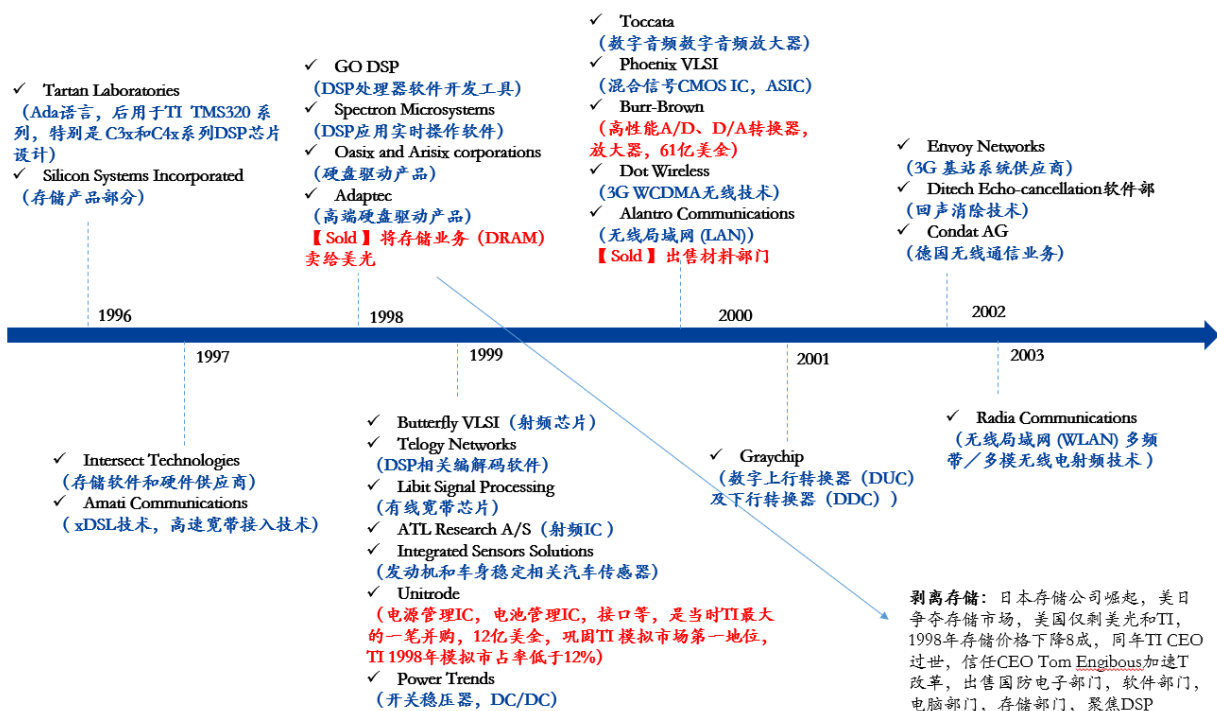 ✓ Tartan Laboratories
（Ada语言，后用于TI TMS320 系
列，特别是 C3x和C4x系列DSP芯片
设计）
✓ Silicon Systems Incorporated
（存储产品部分）
✓ GO DSP
（DSP处理器软件开发工具）
✓ Spectron Microsystems
（DSP应用实时操作软件）
✓ Oasix and Arisix corporations
（硬盘驱动产品）
✓ Adaptec
（高端硬盘驱动产品）
【Sold】将存储业务（DRAM）
卖给美光
✓ Toccata
（数字音频数字音频放大器）
✓ Phoenix VLSI
（混合信号CMOS IC，ASIC）
✓ Burr-Brown
（高性能A/D、D/A转换器，
放大器，61亿美金）
✓ Dot Wireless
（3G WCDMA无线技术）
✓ Alantro Communications
（无线局域网 (LAN)）
【Sold】出售材料部门
✓ Envoy Networks
（3G 基站系统供应商）
✓ Ditech Echo-cancellation软件部
（回声消除技术）
✓ Condat AG
（德国无线通信业务）
1996
1998
2000
2002
1997
1999
2001
2003
✓ Intersect Technologies
（存储软件和硬件供应商）
✓ Amati Communications
（ xDSL技术，高速宽带接入技术）
✓ Butterfly VLSI（射频芯片）
✓ Telogy Networks
（DSP相关编解码软件）
✓ Libit Signal Processing
（有线宽带芯片）
✓ ATL Research A/S（射频IC ）
✓ Integrated Sensors Solutions
（发动机和车身稳定相关汽车传感器）
✓ Unitrode
（电源管理IC，电池管理IC，接口等，是当时TI最大
的一笔并购，12亿美金，巩固TI 模拟市场第一地位，
TI 1998年模拟市占率低于12%）
✓ Power Trends
（开关稳压器，DC/DC）
✓ Graychip
（数字上行转换器（DUC）
及下行转换器（DDC））
✓ Radia Communications
（无线局域网 (WLAN) 多频
带／多模无线电射频技术 ）
剥离存储：日本存储公司崛起，美日
争夺存储市场，美国仅剩美光和TI，
1998年存储价格下降8成，同年TI CEO
过世，信任CEO Tom Engibous加速T
改革，出售国防电子部门，软件部门，
电脑部门，存储部门，聚焦DSP